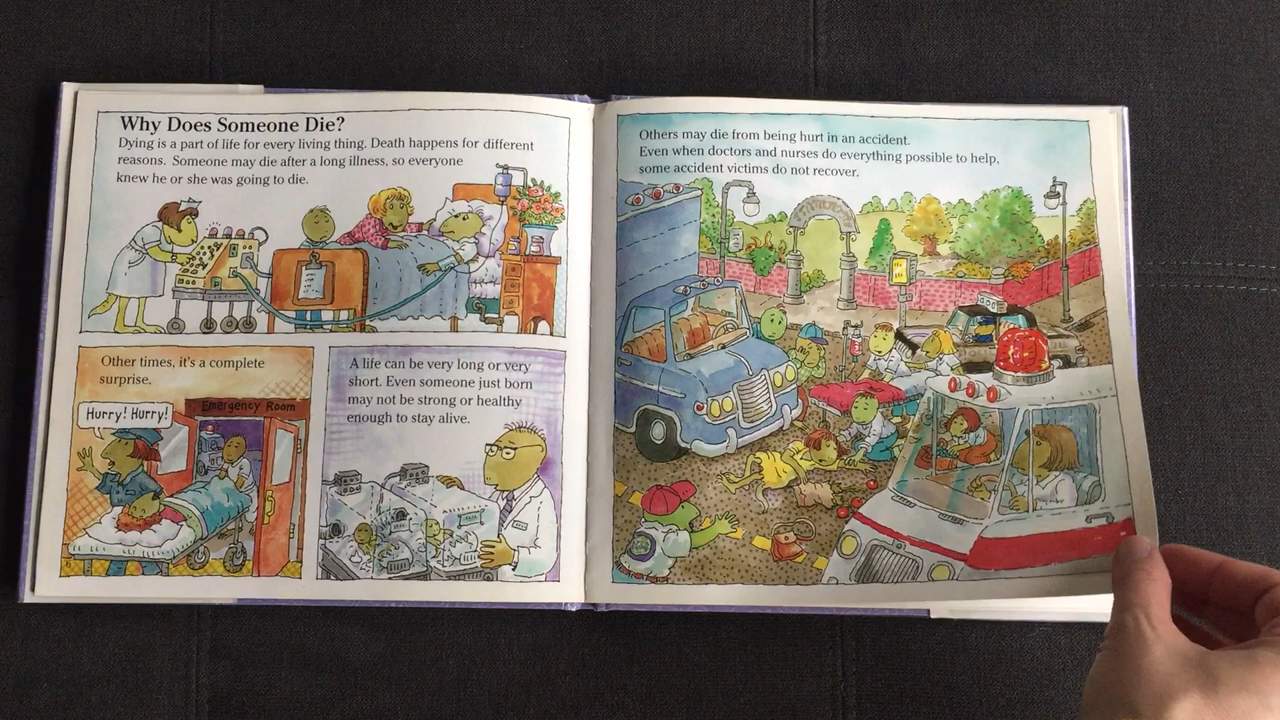 Why Does Someone Die?
Dying is a part of life for every living thing. Death happens for different
reasons. Someone may die after a long illness, so everyone
knew he or she was going to die.
Other times, it's a complete
surprise.
Hurry! Hurry!
Emergency Room
A life can be very long or very
short. Even someone just born
may not be strong or healthy
enough to stay alive.
Others may die from being hurt in an accident.
Even when doctors and nurses do everything possible to help,
some accident victims do not recover.